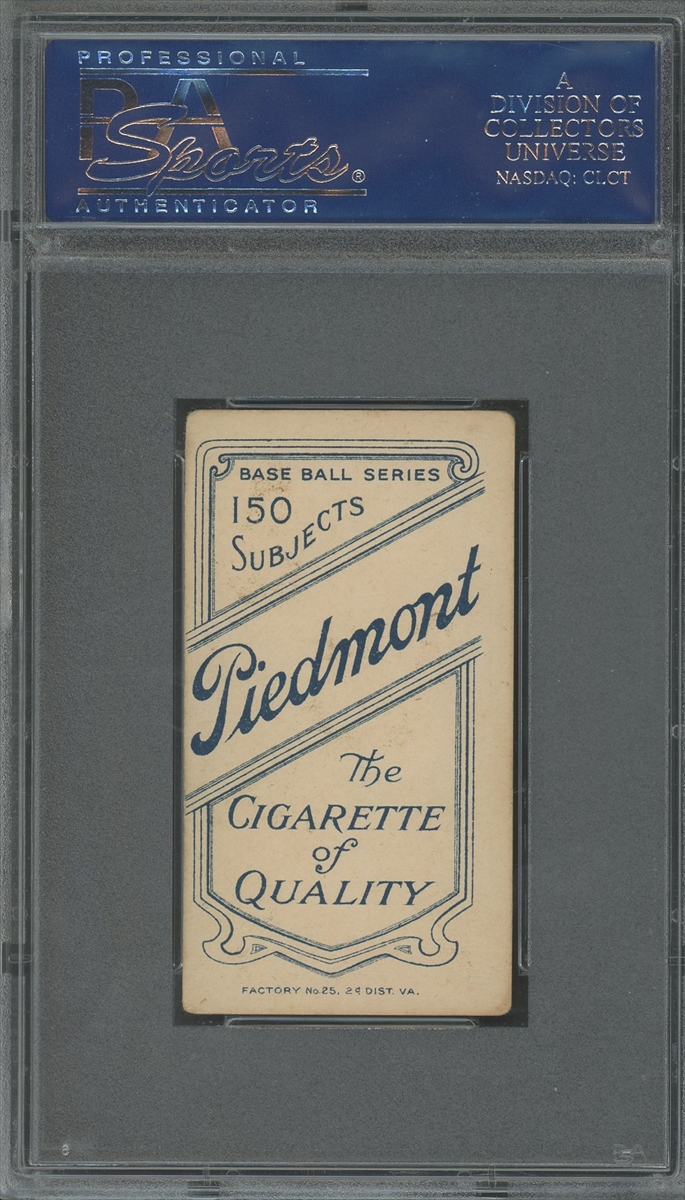 PROFESSIONAL
PSA
Sports®
AUTHENTICATOR
A
DIVISION OF
COLLECTORS
UNIVERSE
NASDAQ: CLCT
BASE BALL SERIES
150
SUBJECTS
Piedmont
The
CIGARETTE
of
QUALITY
FACTORY No. 25, 2d DIST. VA.
PSA